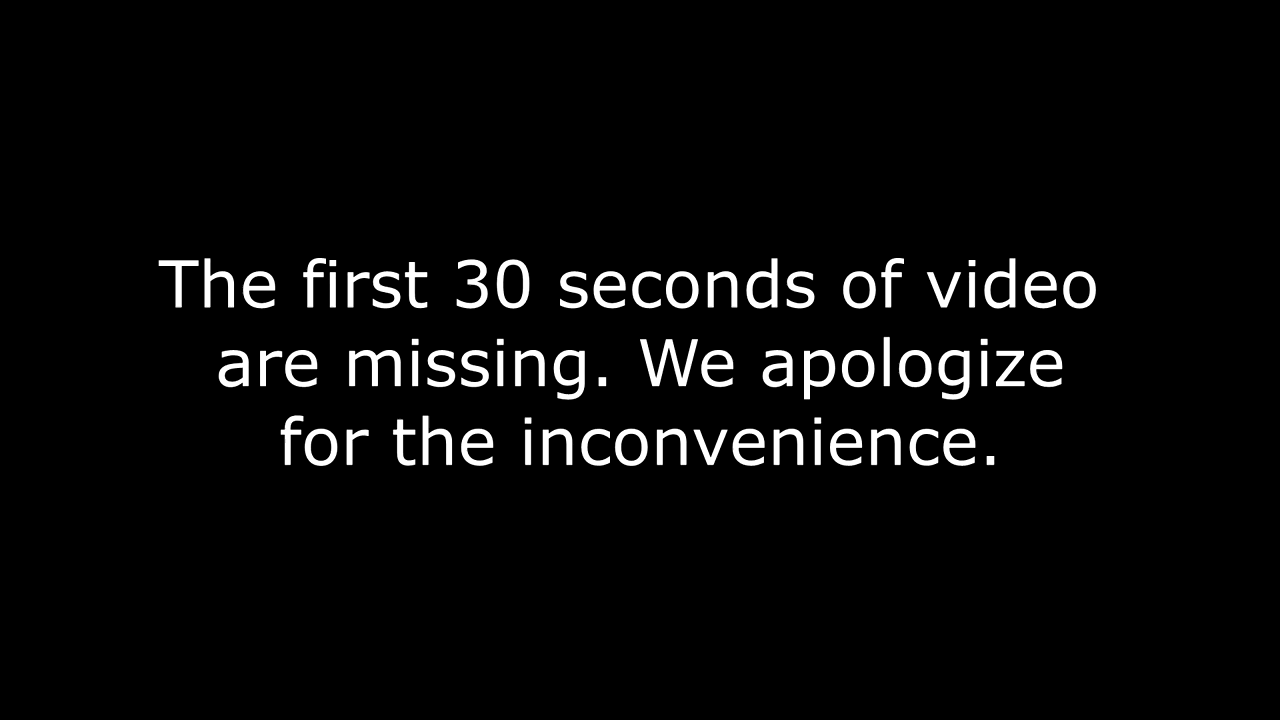 The first 30 seconds of video
are missing. We apologize
for the inconvenience.